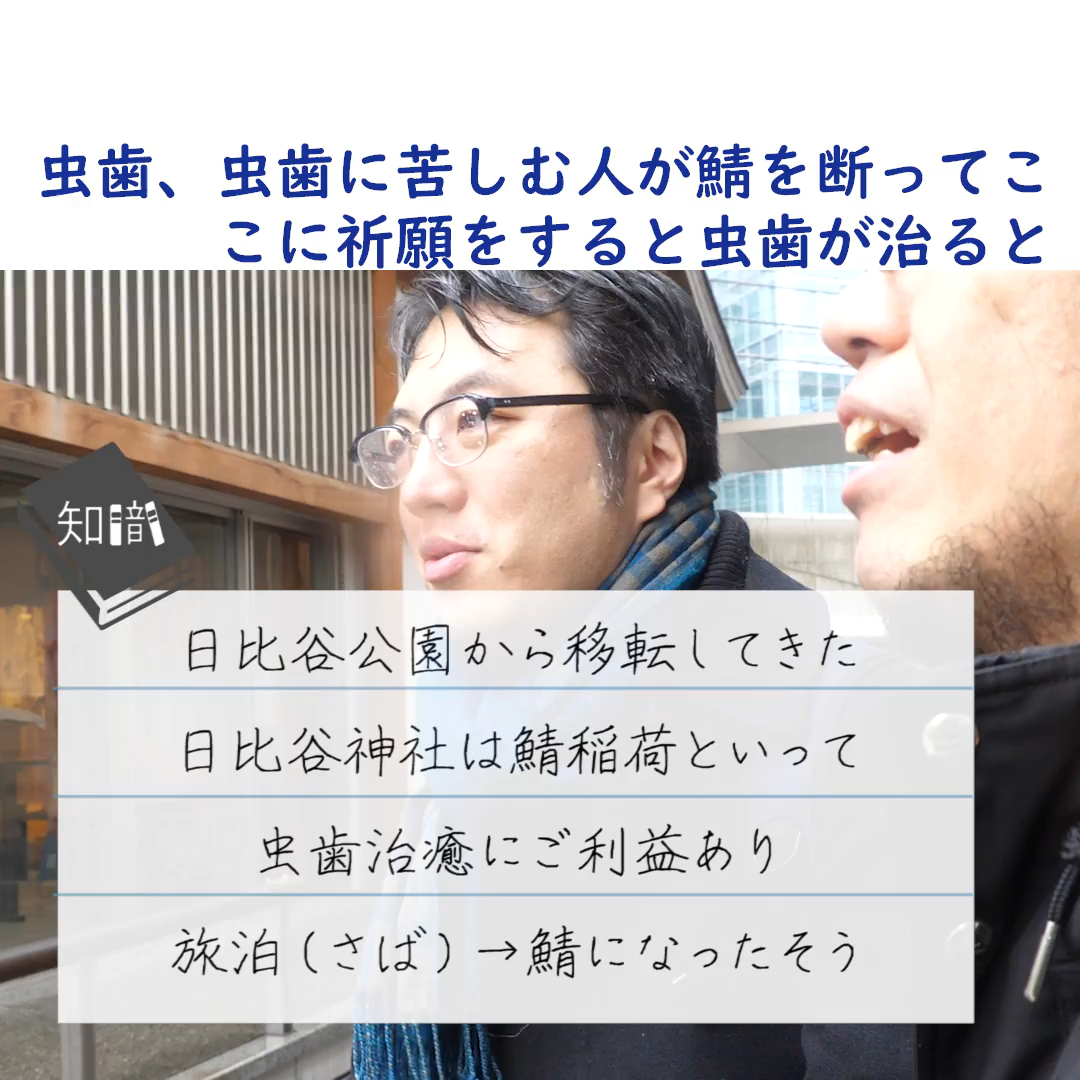 虫歯、虫歯に苦しむ人が鯖を断ってこ
こに祈願をすると虫歯が治ると
知音
日比谷公園から移転してきた
日比谷神社は鯖稲荷といって
虫歯治癒にご利益あり
旅泊(さば)→鯖になったそう